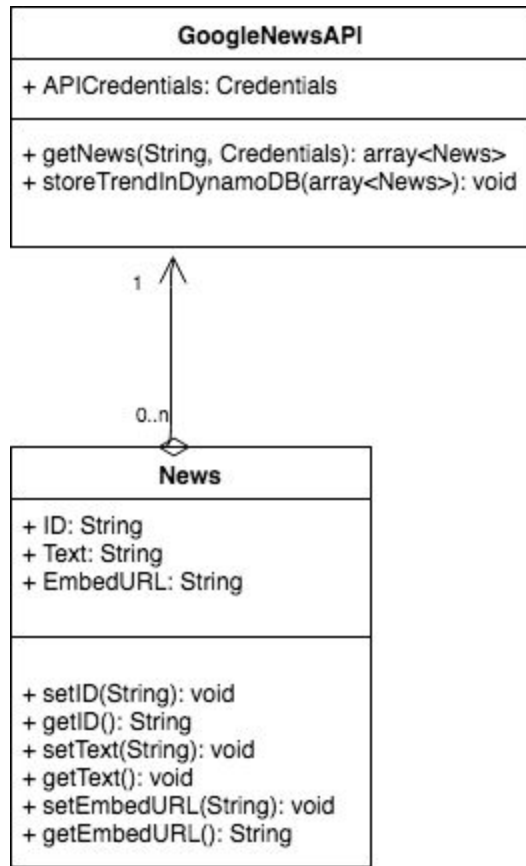 GoogleNewsAPI
+ APICredentials: Credentials
+ getNews(String, Credentials): array<News>
+ storeTrendInDynamoDB(array<News>): void
1
0..n
News
+ ID: String
+ Text: String
+ EmbedURL: String
+ setID(String): void
+ getID(): String
+ setText(String): void
+ getText(): void
+ setEmbedURL(String): void
+ getEmbedURL(): String